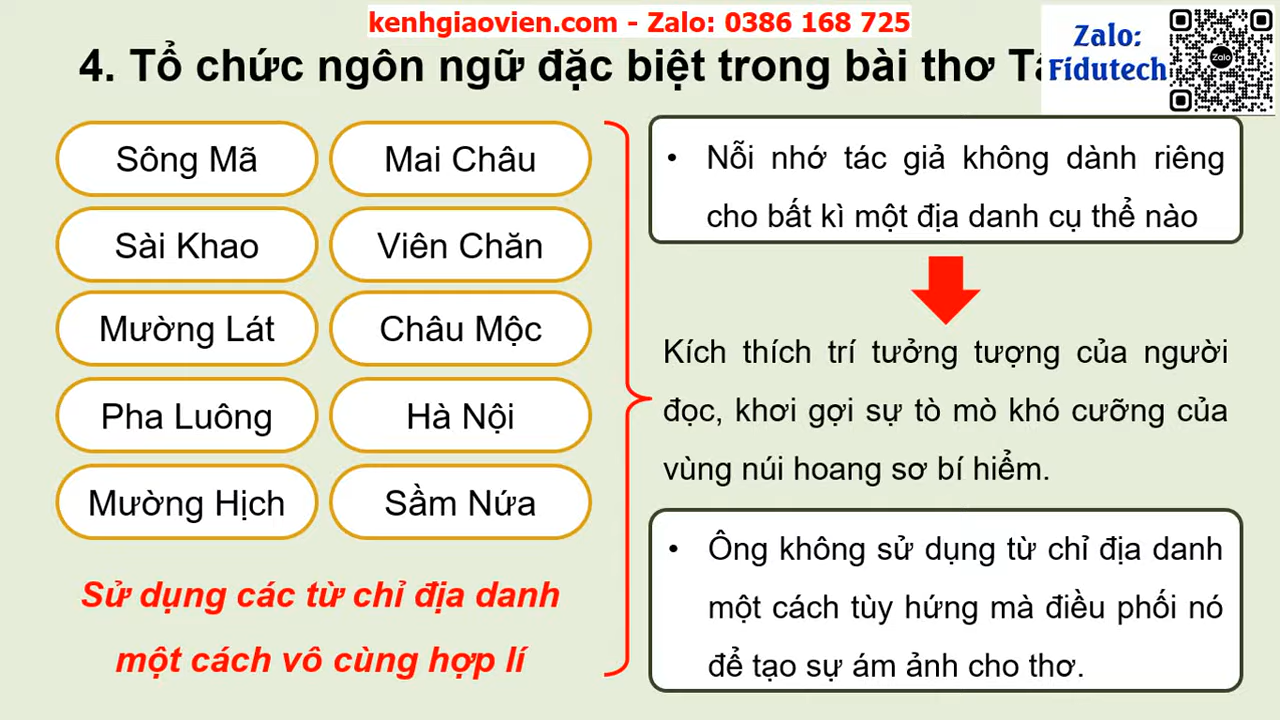 kenhgiaovien.com - Zalo: 0386 168 725
Zalo:
Fidutech
Zalo
4. Tổ chức ngôn ngữ đặc biệt trong bài thơ
Sông Mã
Mai Châu
Sài Khao
Viên Chăn
Mường Lát
Châu Mộc
Pha Luông
Hà Nội
Mường Hịch
Sầm Nứa
Sử dụng các từ chỉ địa danh
một cách vô cùng hợp lí
• Nỗi nhớ tác giả không dành riêng
cho bất kì một địa danh cụ thể nào
Kích thích trí tưởng tượng của người
đọc, khơi gợi sự tò mò khó cưỡng của
vùng núi hoang sơ bí hiểm.
• Ông không sử dụng từ chỉ địa danh
một cách tùy hứng mà điều phối nó
để tạo sự ám ảnh cho thơ.